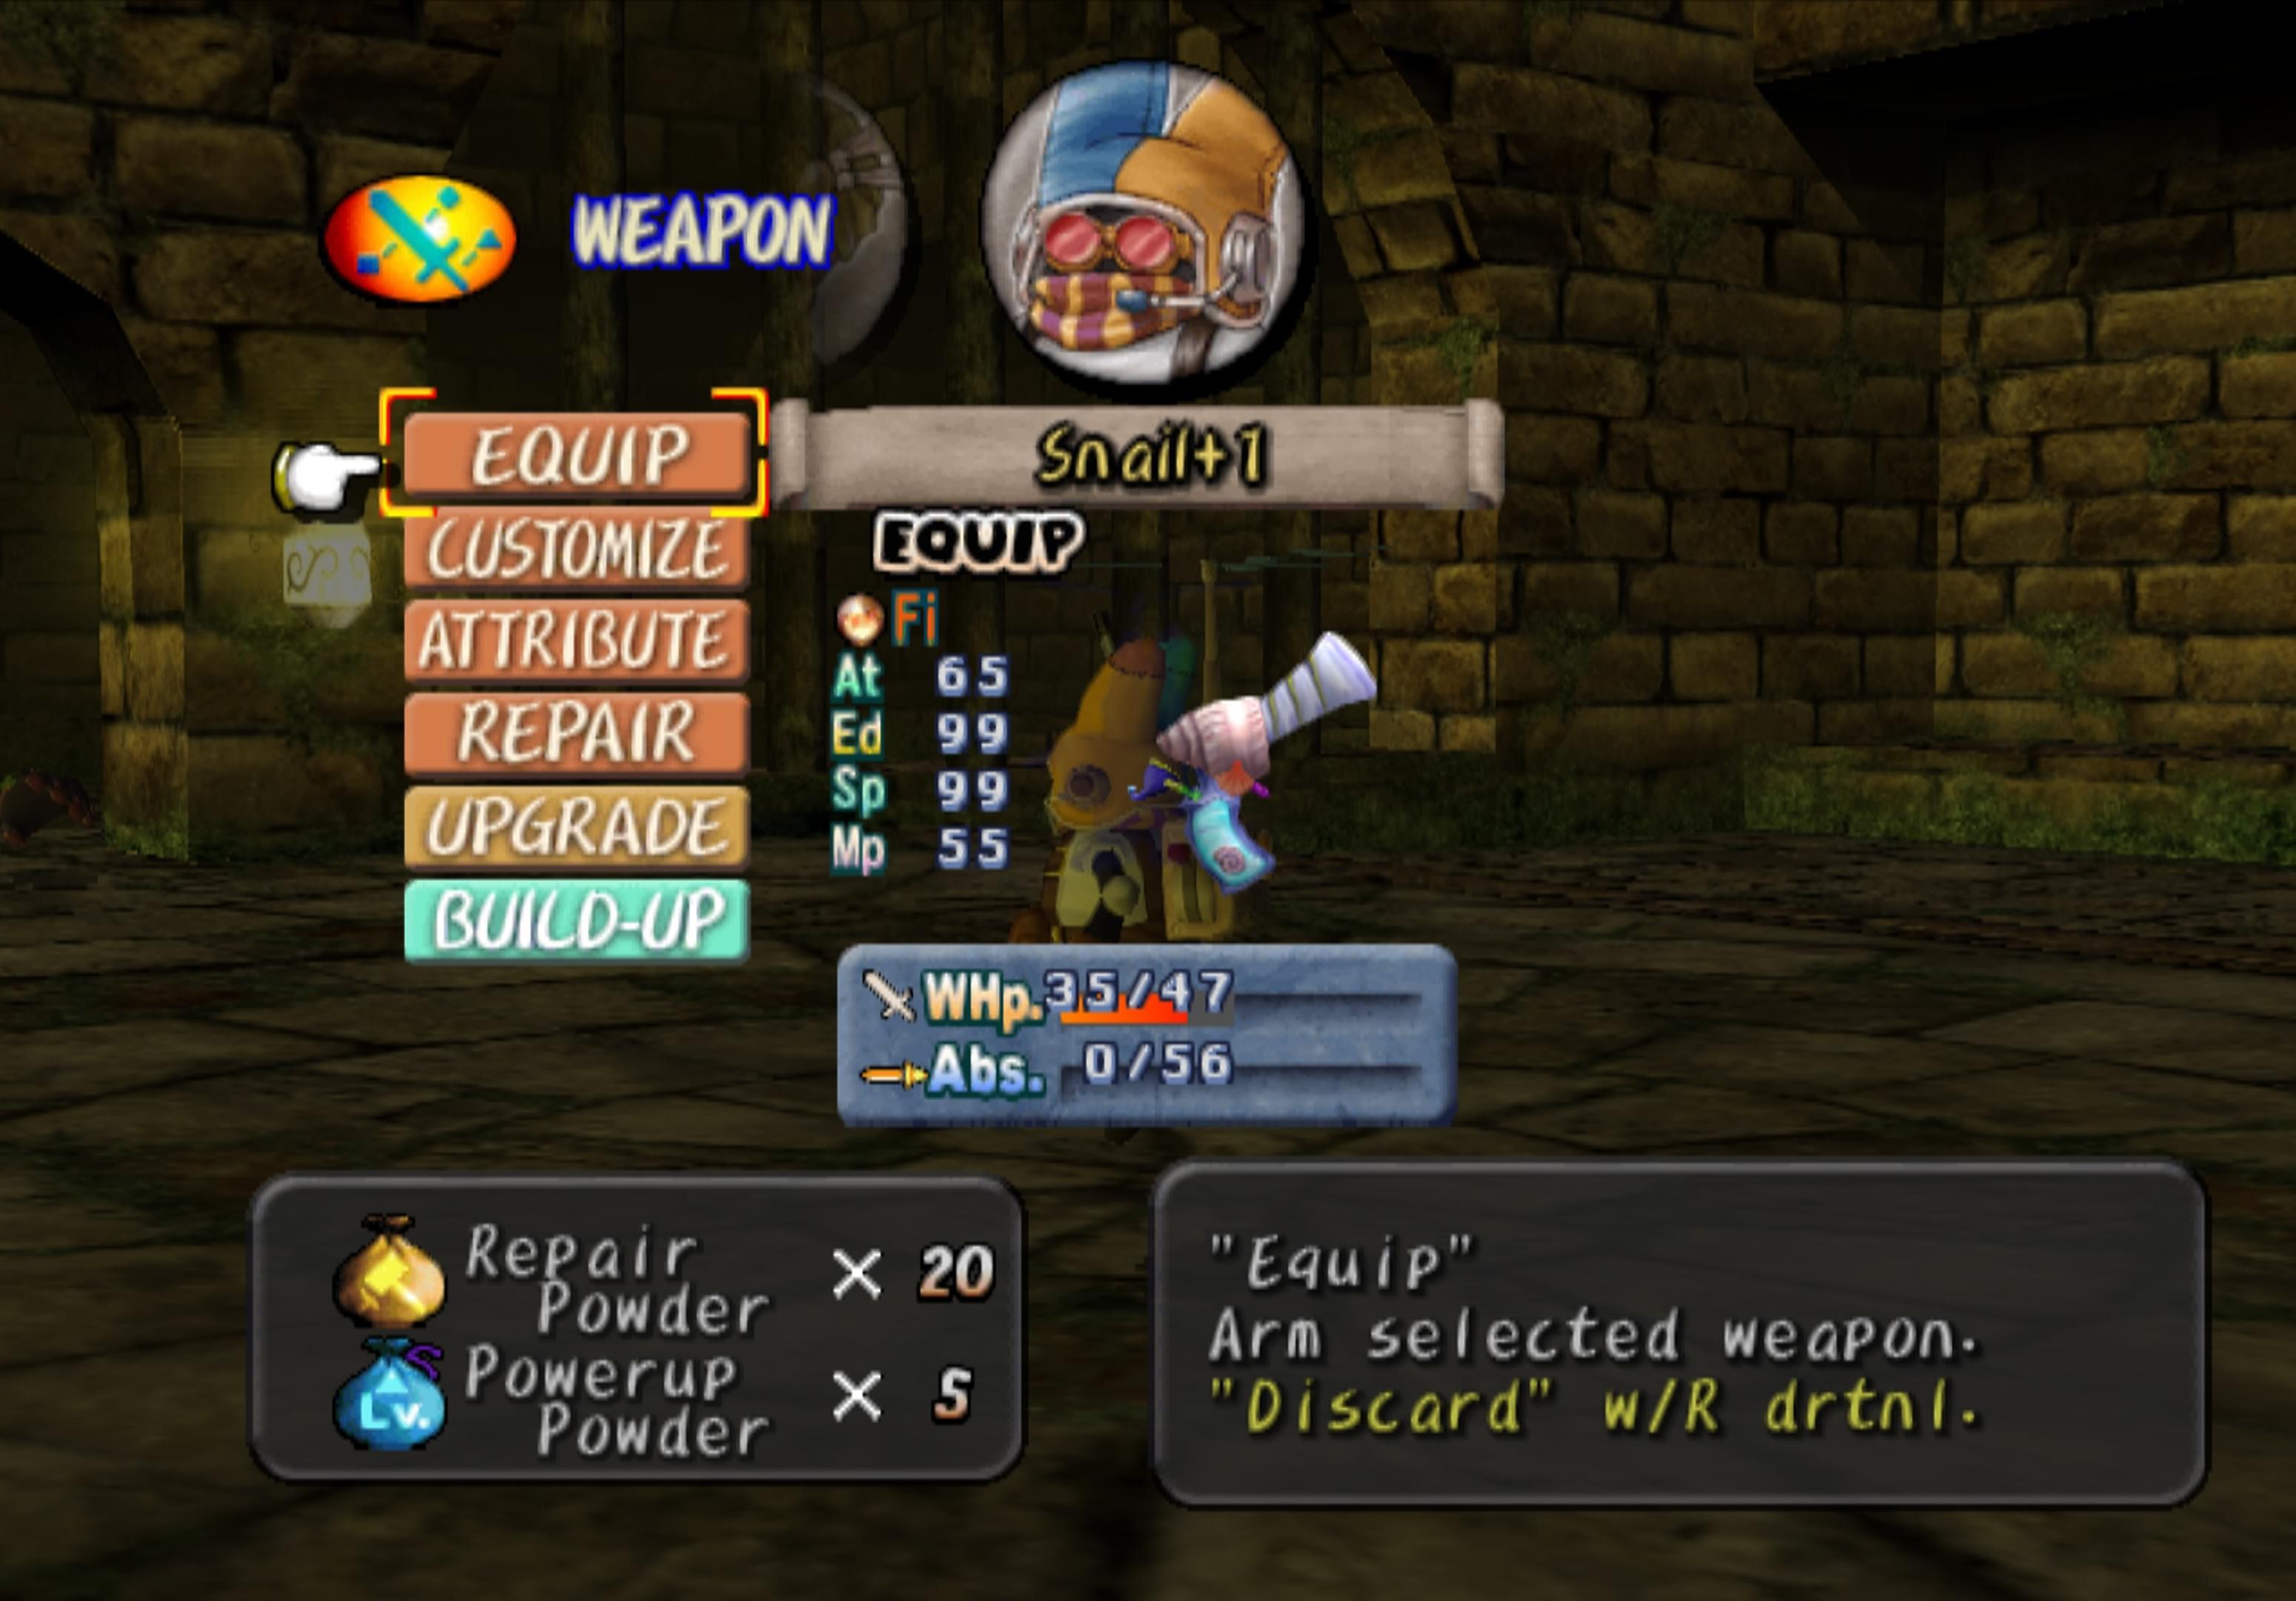 WEAPON
EQUIP
CUSTOMIZE
ATTRIBUTE
REPAIR
UPGRADE
BUILD-UP
Snail+1
EQUIP
Fi
At 65
Ed 99
Sp 99
Mp 55
WHp. 35/47
Abs. 0/56
Repair
Powder × 20
Lv.
Powerup
Powder × 5
"Equip"
Arm selected weapon.
"Discard" w/R drtnl.